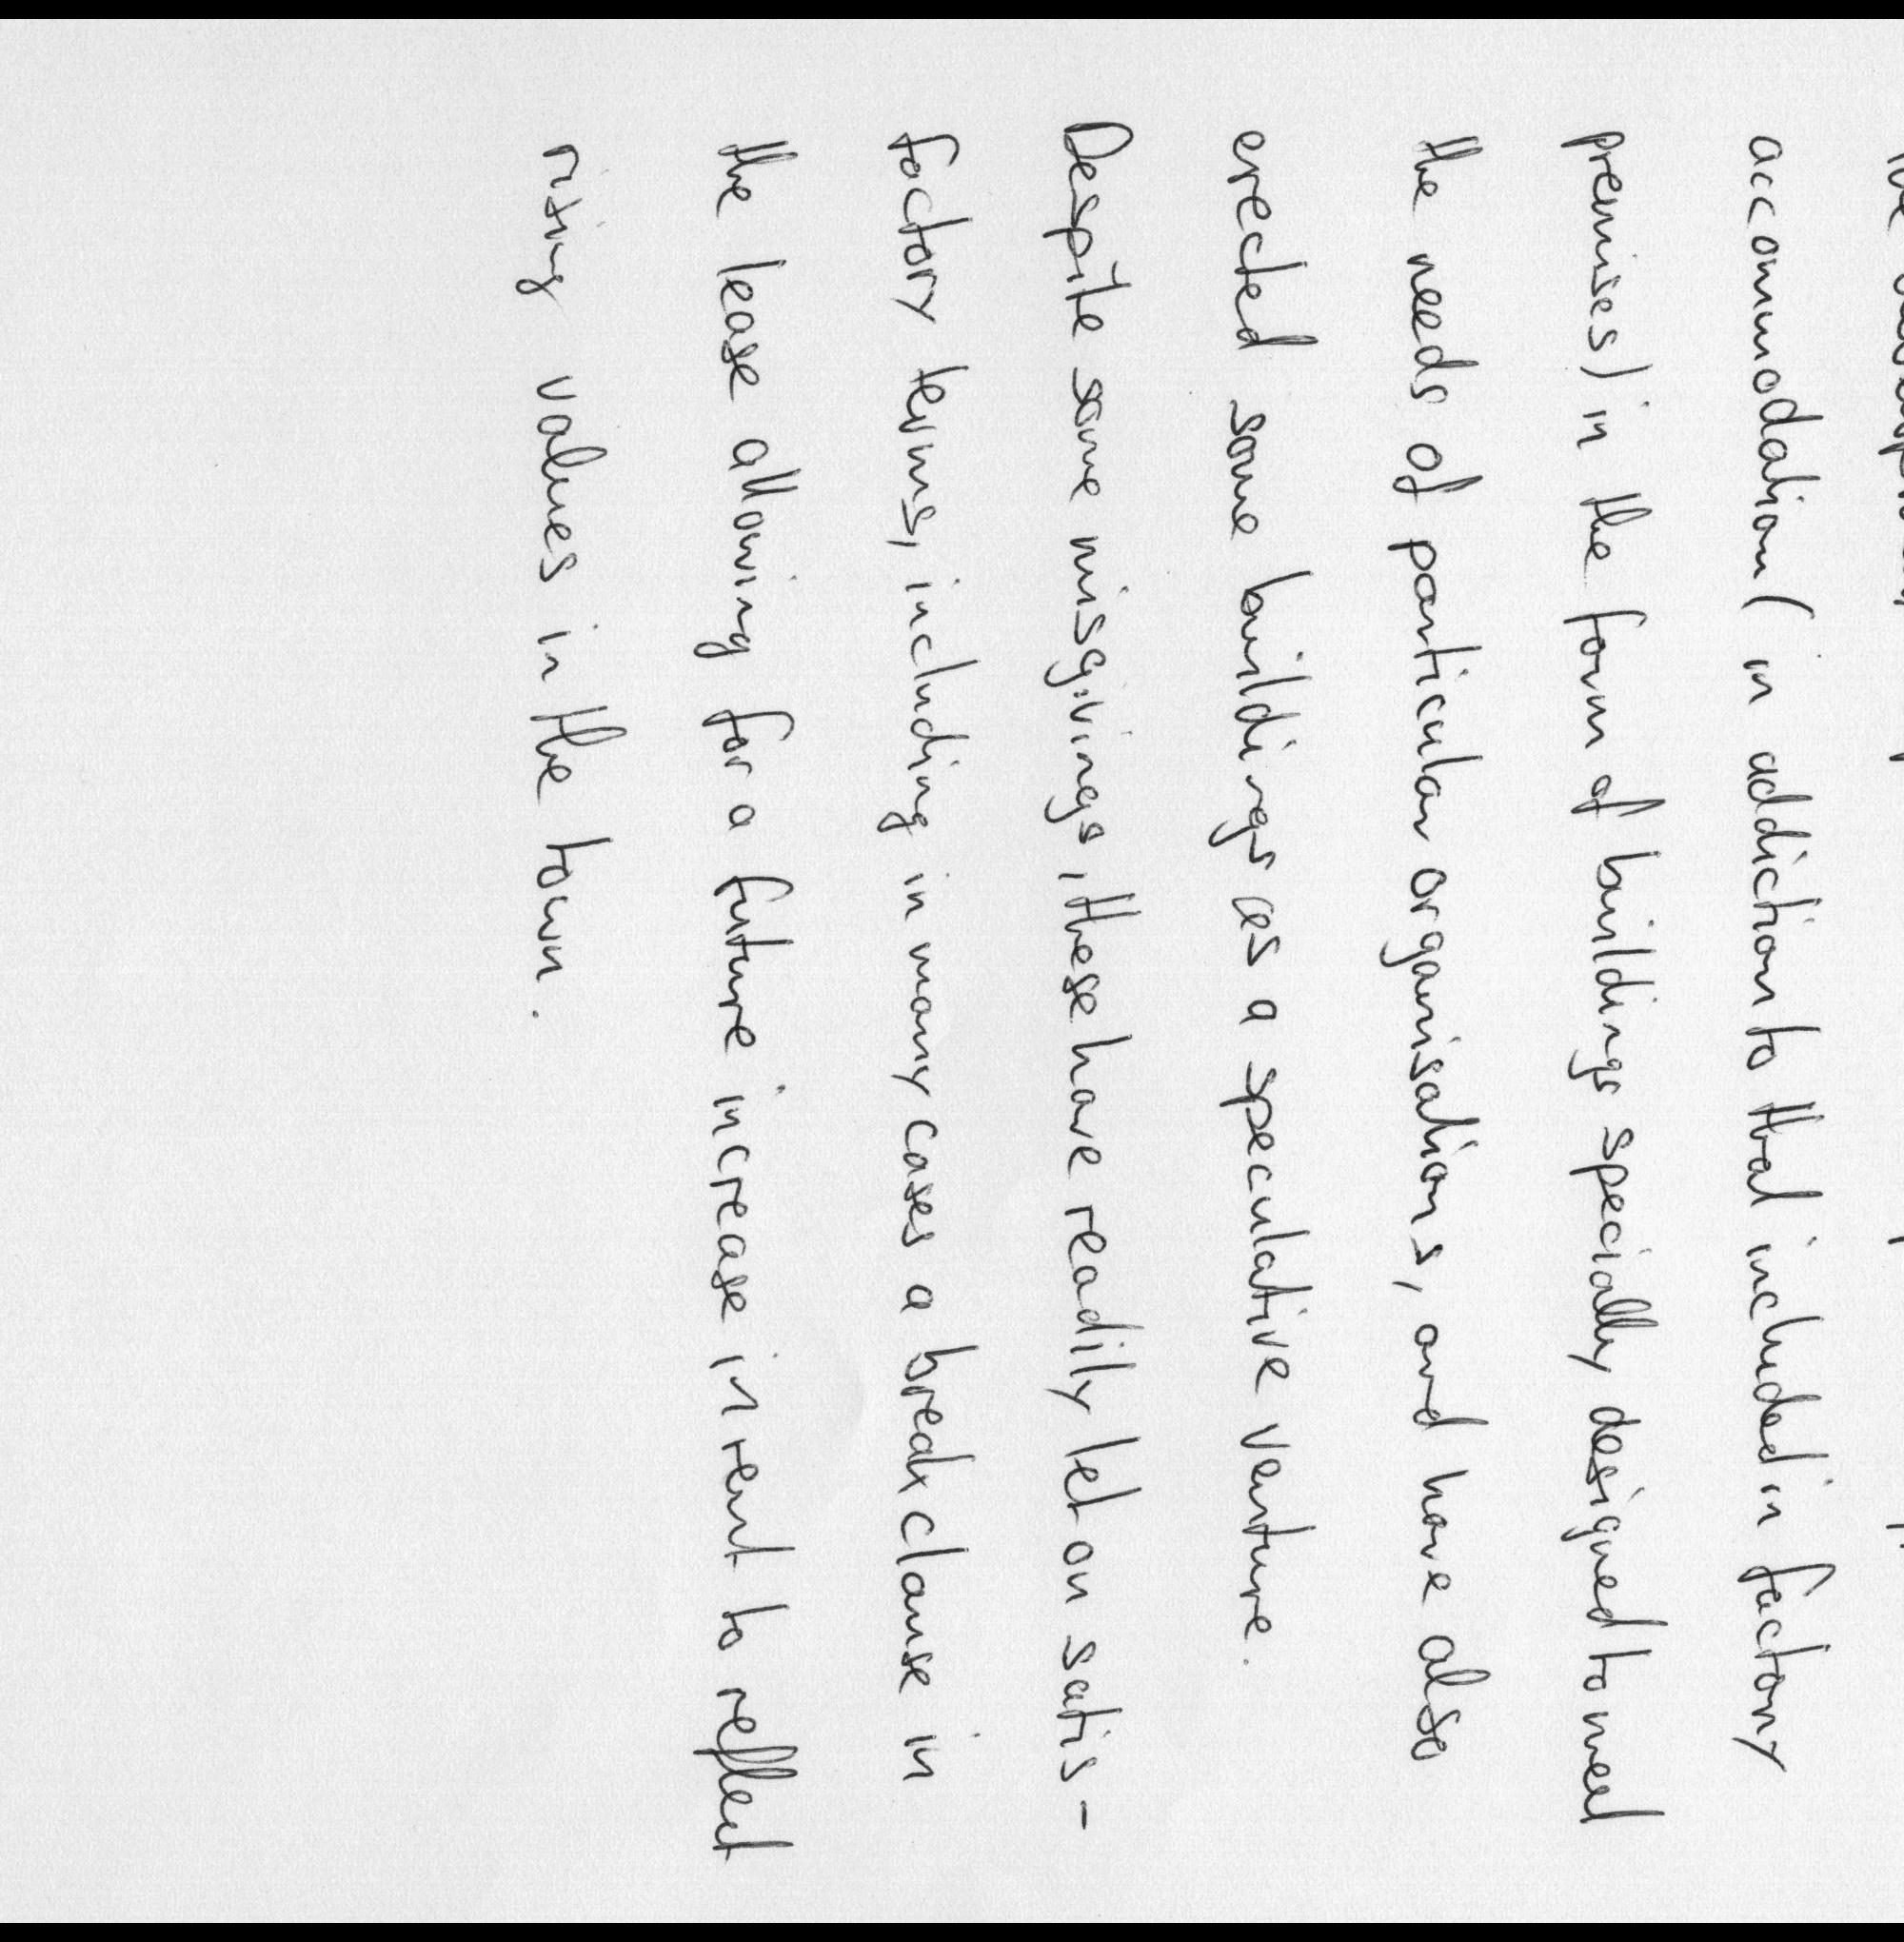 accommodation ( in addiction to that included in factory
premises) in the form of buildings specially designed to meet
the needs of particular organisations, and have also
erected some buildings as a speculative venture.
Despite some misgivings, these have readily let on satis-
factory terms, including in many cases a break clause in
the lease allowing for a future increase in rent to reflect
rising values in the town.